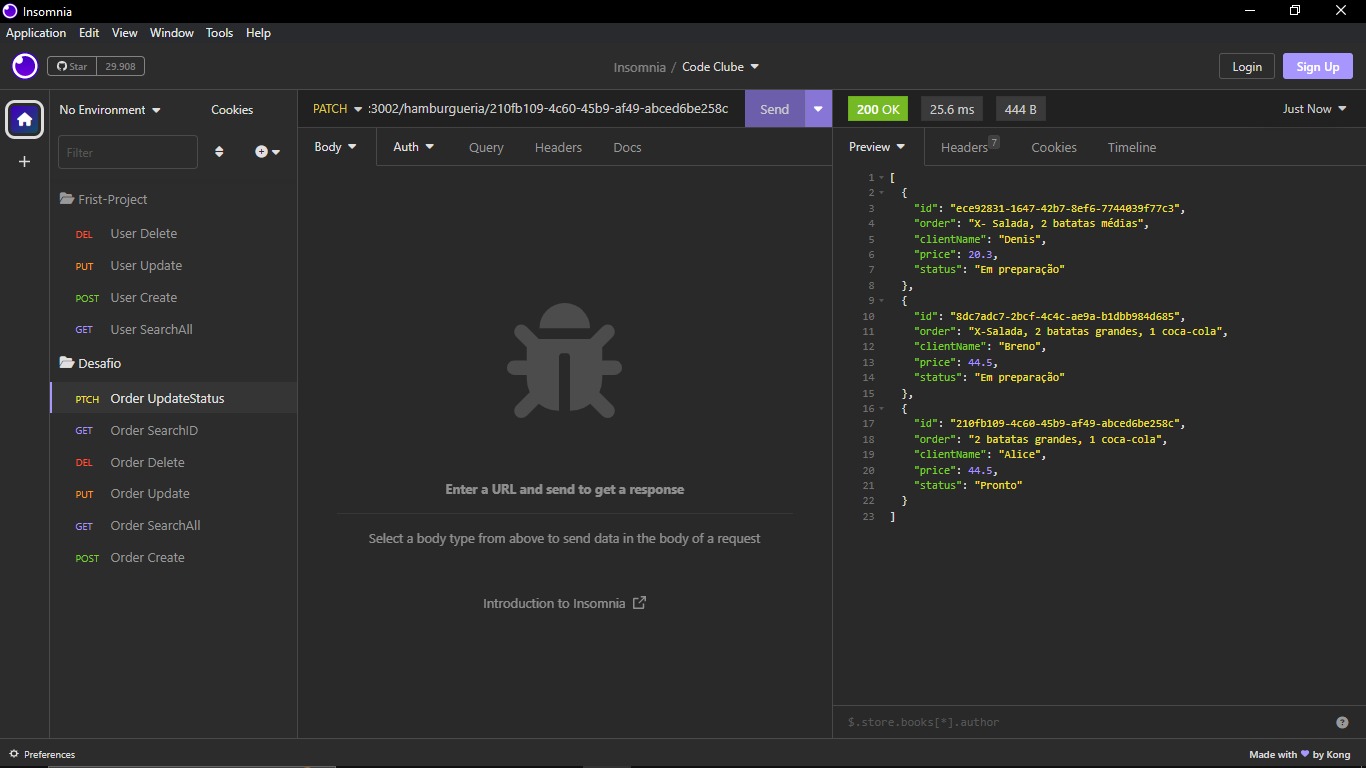 Insomnia
Application Edit View Window Tools Help
Star 29.908
Insomnia / Code Clube
Login Sign Up
No Environment Cookies
Filter
Frist-Project
DEL User Delete
PUT User Update
POST User Create
GET User SearchAll
Desafio
PTCH Order UpdateStatus
GET Order SearchID
DEL Order Delete
PUT Order Update
GET Order SearchAll
POST Order Create
PATCH :3002/hamburgueria/210fb109-4c60-45b9-af49-abced6be258c Send
Body Auth Query Headers Docs
Enter a URL and send to get a response
Select a body type from above to send data in the body of a request
Introduction to Insomnia
200 OK 25.6 ms 444 B Just Now
Preview Headers 7 Cookies Timeline
1 [
2 {
3 "id": "ece92831-1647-42b7-8ef6-7744039f77c3",
4 "order": "X- Salada, 2 batatas médias",
5 "clientName": "Denis",
6 "price": 20.3,
7 "status": "Em preparação"
8 },
9 {
10 "id": "8dc7adc7-2bcf-4c4c-ae9a-b1dbb984d685",
11 "order": "X-Salada, 2 batatas grandes, 1 coca-cola",
12 "clientName": "Breno",
13 "price": 44.5,
14 "status": "Em preparação"
15 },
16 {
17 "id": "210fb109-4c60-45b9-af49-abced6be258c",
18 "order": "2 batatas grandes, 1 coca-cola",
19 "clientName": "Alice",
20 "price": 44.5,
21 "status": "Pronto"
22 }
23 ]
$.store.books[*].author
Preferences
Made with ♥ by Kong